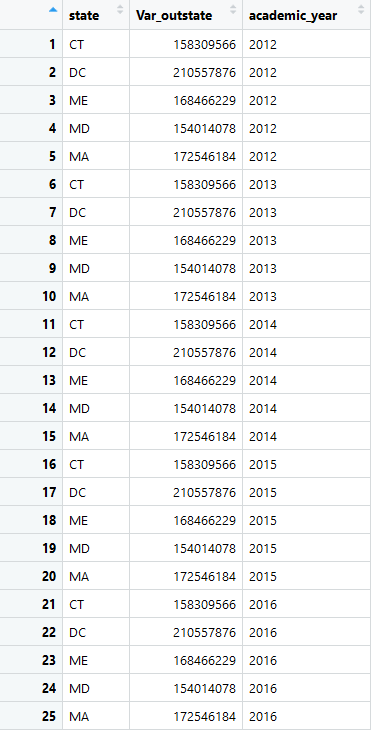 state Var_outstate academic_year
1 CT 158309566 2012
2 DC 210557876 2012
3 ME 168466229 2012
4 MD 154014078 2012
5 MA 172546184 2012
6 CT 158309566 2013
7 DC 210557876 2013
8 ME 168466229 2013
9 MD 154014078 2013
10 MA 172546184 2013
11 CT 158309566 2014
12 DC 210557876 2014
13 ME 168466229 2014
14 MD 154014078 2014
15 MA 172546184 2014
16 CT 158309566 2015
17 DC 210557876 2015
18 ME 168466229 2015
19 MD 154014078 2015
20 MA 172546184 2015
21 CT 158309566 2016
22 DC 210557876 2016
23 ME 168466229 2016
24 MD 154014078 2016
25 MA 172546184 2016